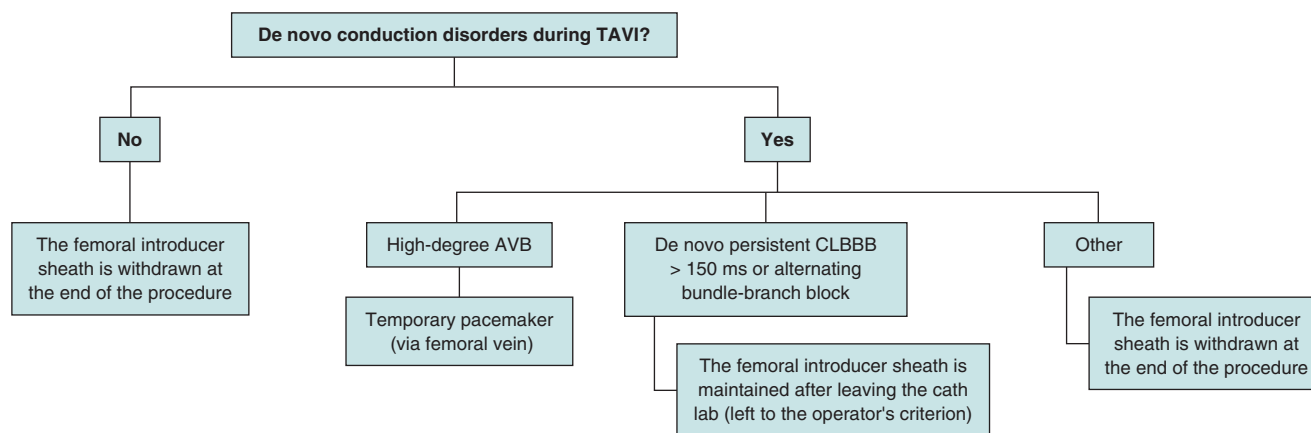 De novo conduction disorders during TAVI?
No
Yes
The femoral introducer
sheath is withdrawn at
the end of the procedure
High-degree AVB
De novo persistent CLBBB
> 150 ms or alternating
bundle-branch block
Other
Temporary pacemaker
(via femoral vein)
The femoral introducer sheath is
maintained after leaving the cath
lab (left to the operator's criterion)
The femoral introducer
sheath is withdrawn at
the end of the procedure